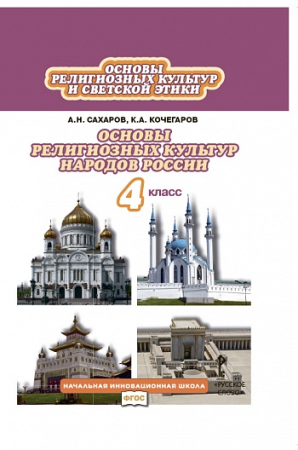 ОСНОВЫ
РЕЛИГИОЗНЫХ КУЛЬТУР
И СВЕТСКОЙ ЭТИКИ
А.Н. САХАРОВ, К.А. КОЧЕГАРОВ
ОСНОВЫ
РЕЛИГИОЗНЫХ КУЛЬТУР
НАРОДОВ РОССИИ
4 КЛАСС
«РУССКОЕ
СЛОВО»
НАЧАЛЬНАЯ ИННОВАЦИОННАЯ ШКОЛА
ФГОС